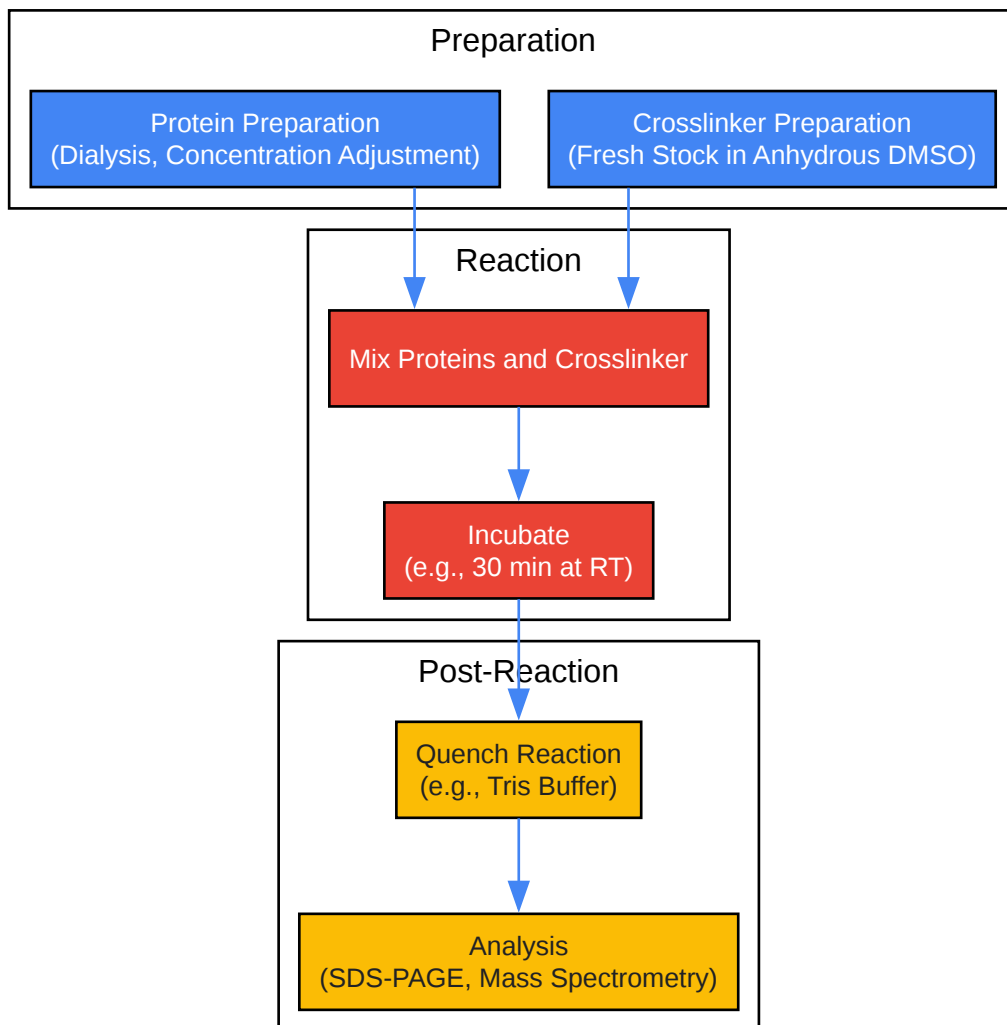 Preparation
Protein Preparation
(Dialysis, Concentration Adjustment)
Crosslinker Preparation
(Fresh Stock in Anhydrous DMSO)
Reaction
Mix Proteins and Crosslinker
Incubate
(e.g., 30 min at RT)
Post-Reaction
Quench Reaction
(e.g., Tris Buffer)
Analysis
(SDS-PAGE, Mass Spectrometry)